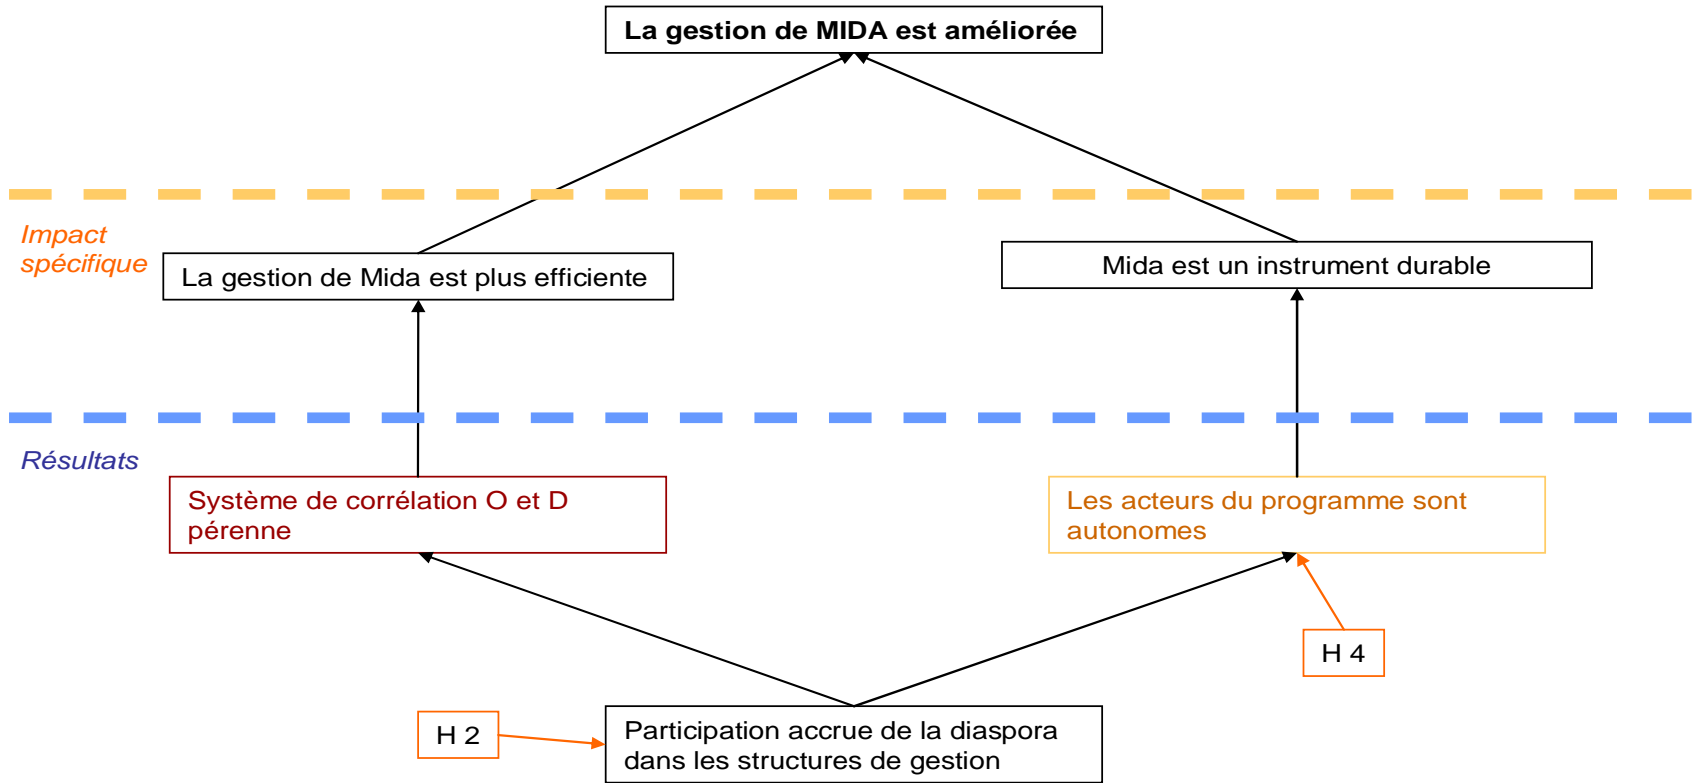 La gestion de MIDA est améliorée
Impact
spécifique
La gestion de Mida est plus efficiente
Mida est un instrument durable
Résultats
Système de corrélation O et D
pérenne
Les acteurs du programme sont
autonomes
H 4
H 2
Participation accrue de la diaspora
dans les structures de gestion